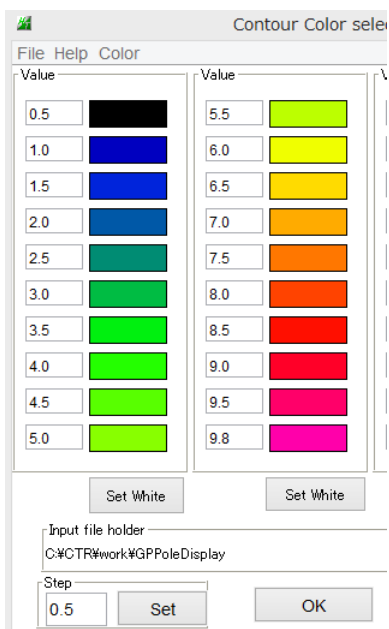 Contour Color selec
File Help Color
Value
0.5
1.0
1.5
2.0
2.5
3.0
3.5
4.0
4.5
5.0
Set White
Value
5.5
6.0
6.5
7.0
7.5
8.0
8.5
9.0
9.5
9.8
Set White
Input file holder
C:¥CTR¥work¥GPPoleDisplay
Step
0.5
Set
OK